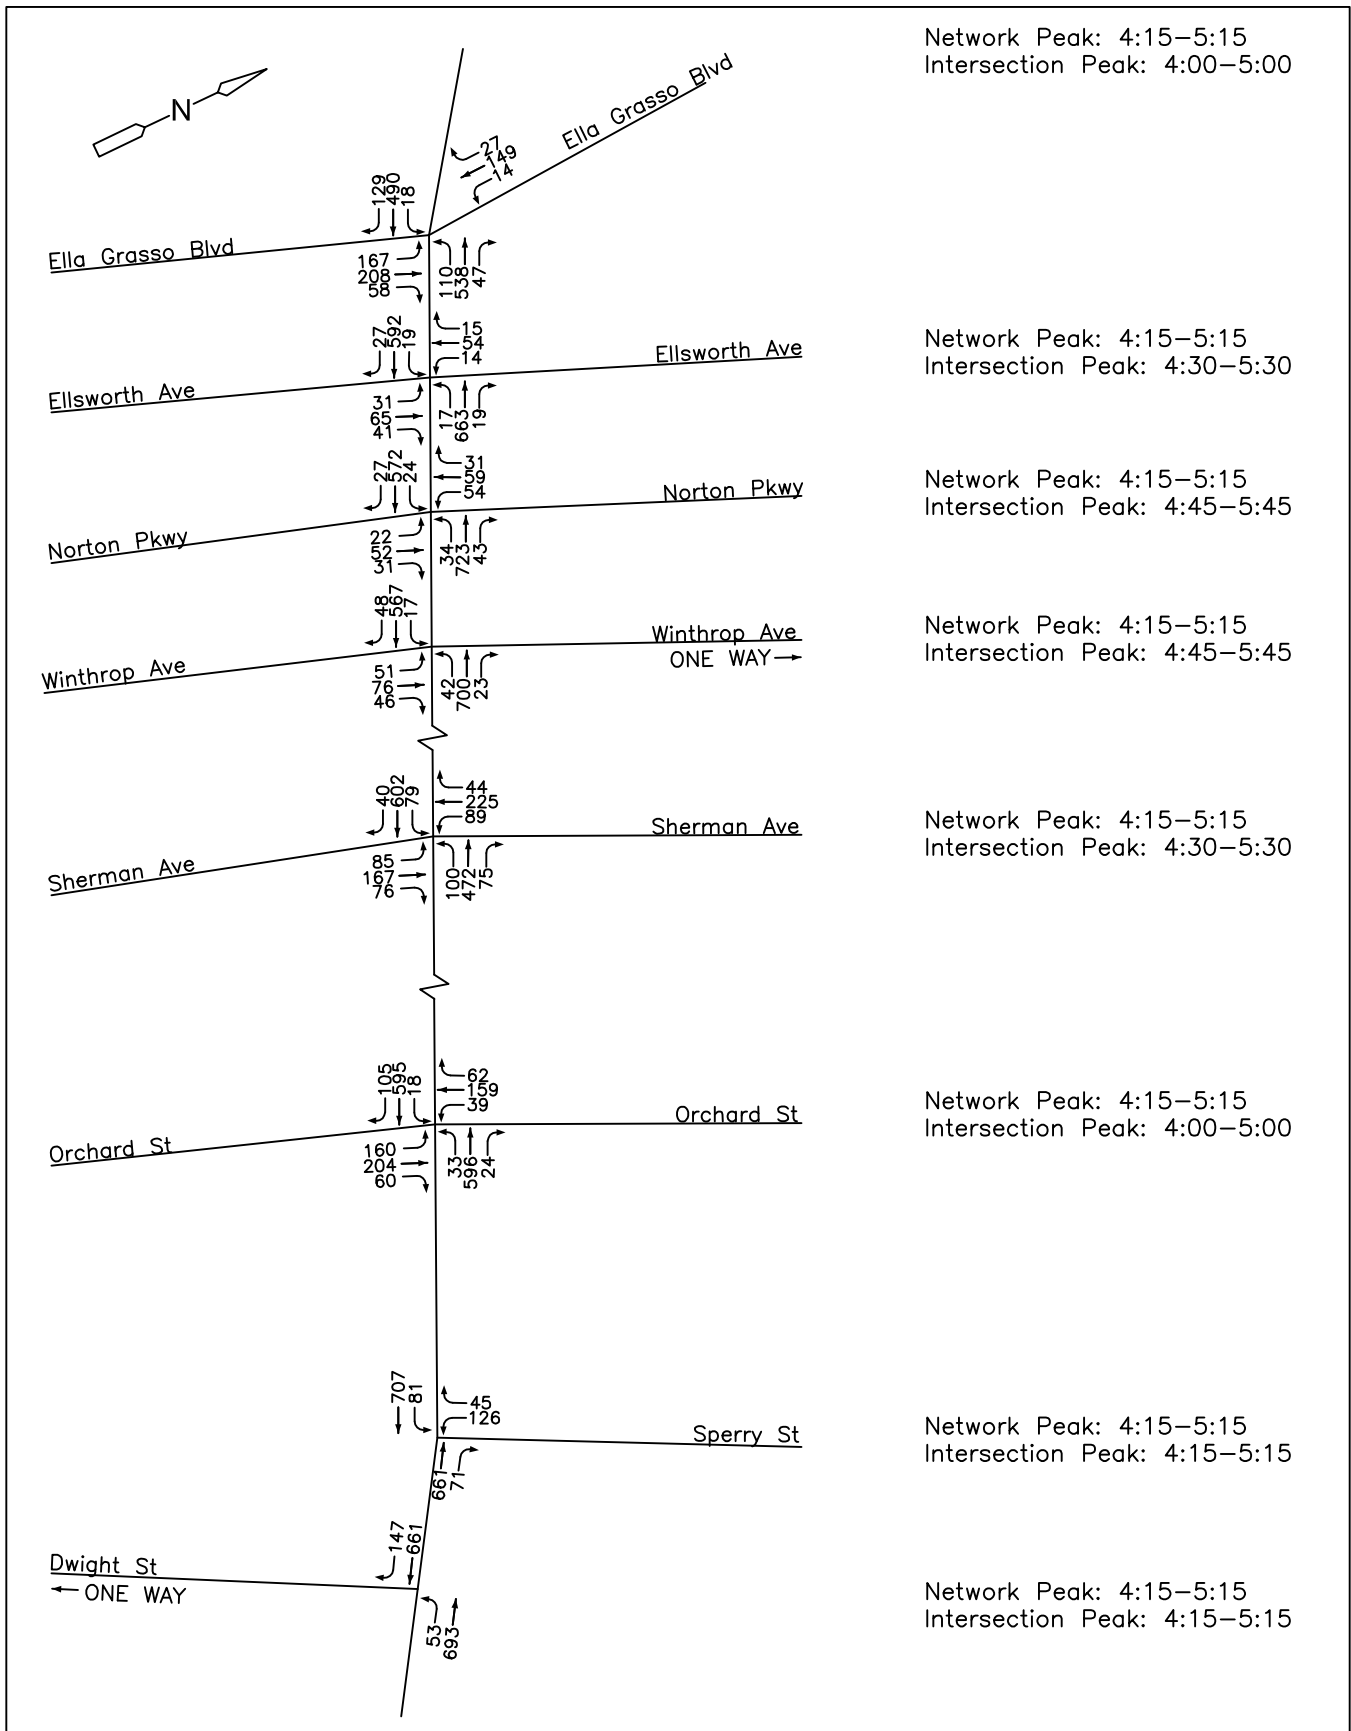 Network Peak: 4:15-5:15
Intersection Peak: 4:00-5:00
N
Ella Grasso Blvd
27
149
14
129
490
18
Ella Grasso Blvd
167
208
58
110
538
47
27
592
19
15
54
14
Ellsworth Ave
Network Peak: 4:15-5:15
Intersection Peak: 4:30-5:30
Ellsworth Ave
31
65
41
17
663
19
27
572
24
31
59
54
Norton Pkwy
Network Peak: 4:15-5:15
Intersection Peak: 4:45-5:45
Norton Pkwy
22
52
31
34
723
43
48
567
17
Winthrop Ave
ONE WAY
Network Peak: 4:15-5:15
Intersection Peak: 4:45-5:45
Winthrop Ave
51
76
46
42
700
23
40
602
79
44
225
89
Sherman Ave
Network Peak: 4:15-5:15
Intersection Peak: 4:30-5:30
Sherman Ave
85
167
76
100
472
75
105
595
18
62
159
39
Orchard St
Network Peak: 4:15-5:15
Intersection Peak: 4:00-5:00
Orchard St
160
204
60
33
596
24
707
81
45
126
Sperry St
Network Peak: 4:15-5:15
Intersection Peak: 4:15-5:15
661
71
147
661
Dwight St
ONE WAY
Network Peak: 4:15-5:15
Intersection Peak: 4:15-5:15
53
693